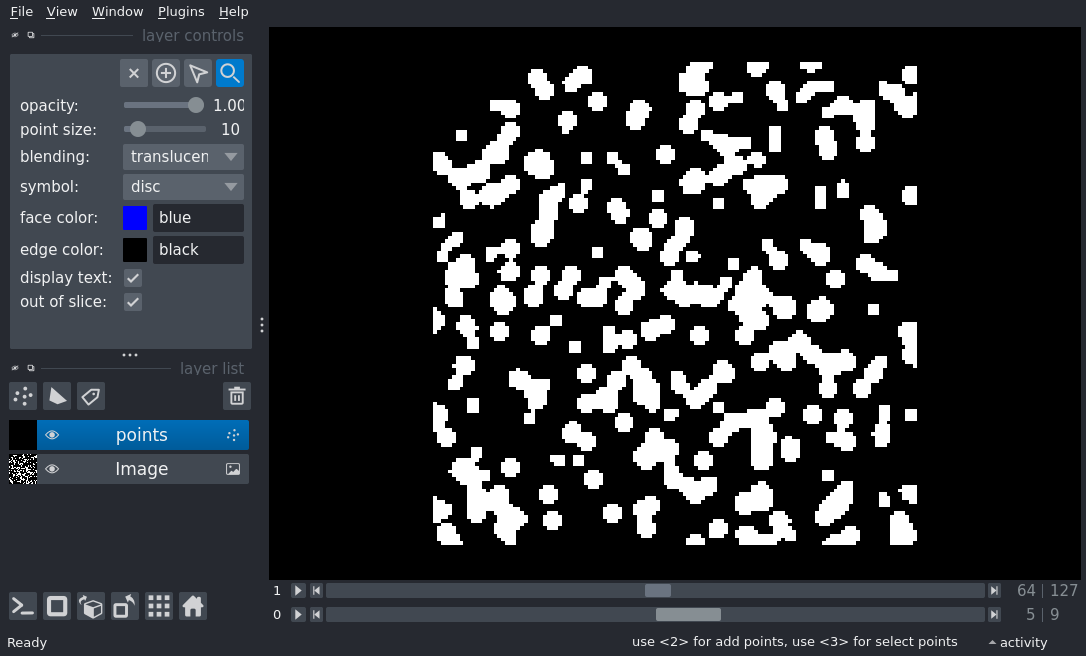 File View Window Plugins Help
layer controls
opacity: 1.00
point size: 10
blending: translucen
symbol: disc
face color: blue
edge color: black
display text:
out of slice:
layer list
points
Image
1 64 | 127
0 5 | 9
Ready use <2> for add points, use <3> for select points activity